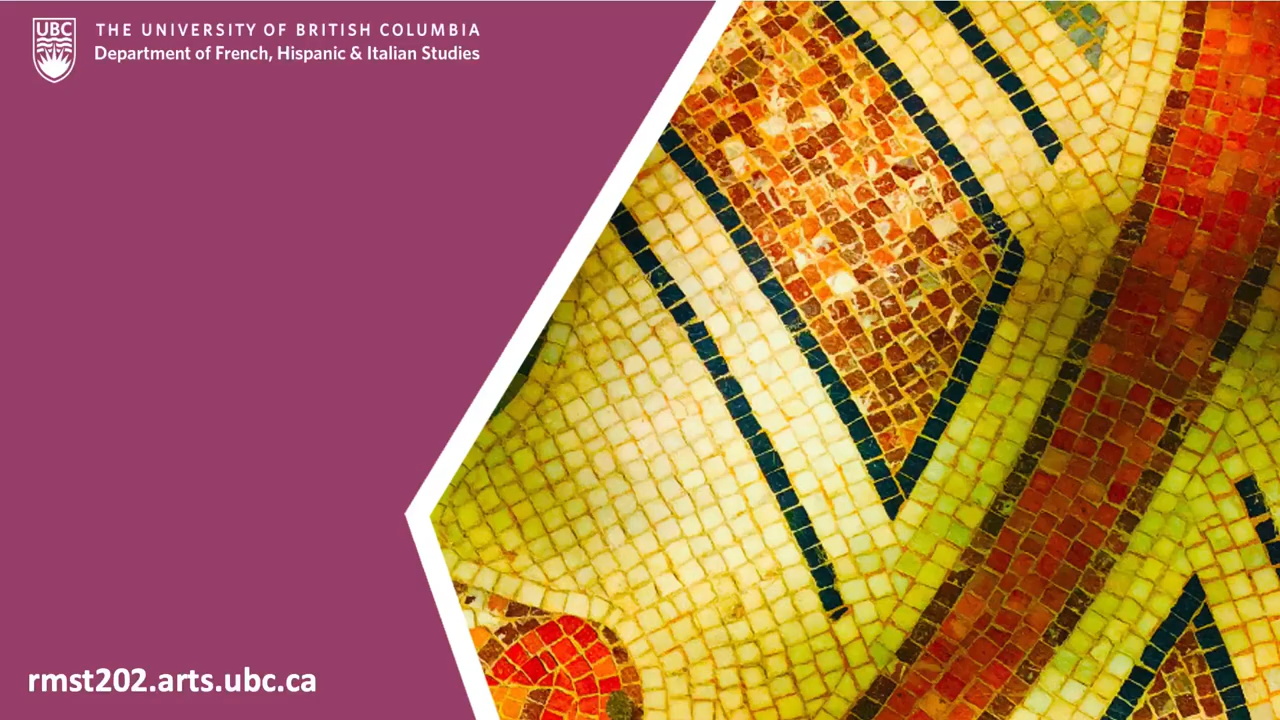 UBC
THE UNIVERSITY OF BRITISH COLUMBIA
Department of French, Hispanic & Italian Studies
rmst202.arts.ubc.ca